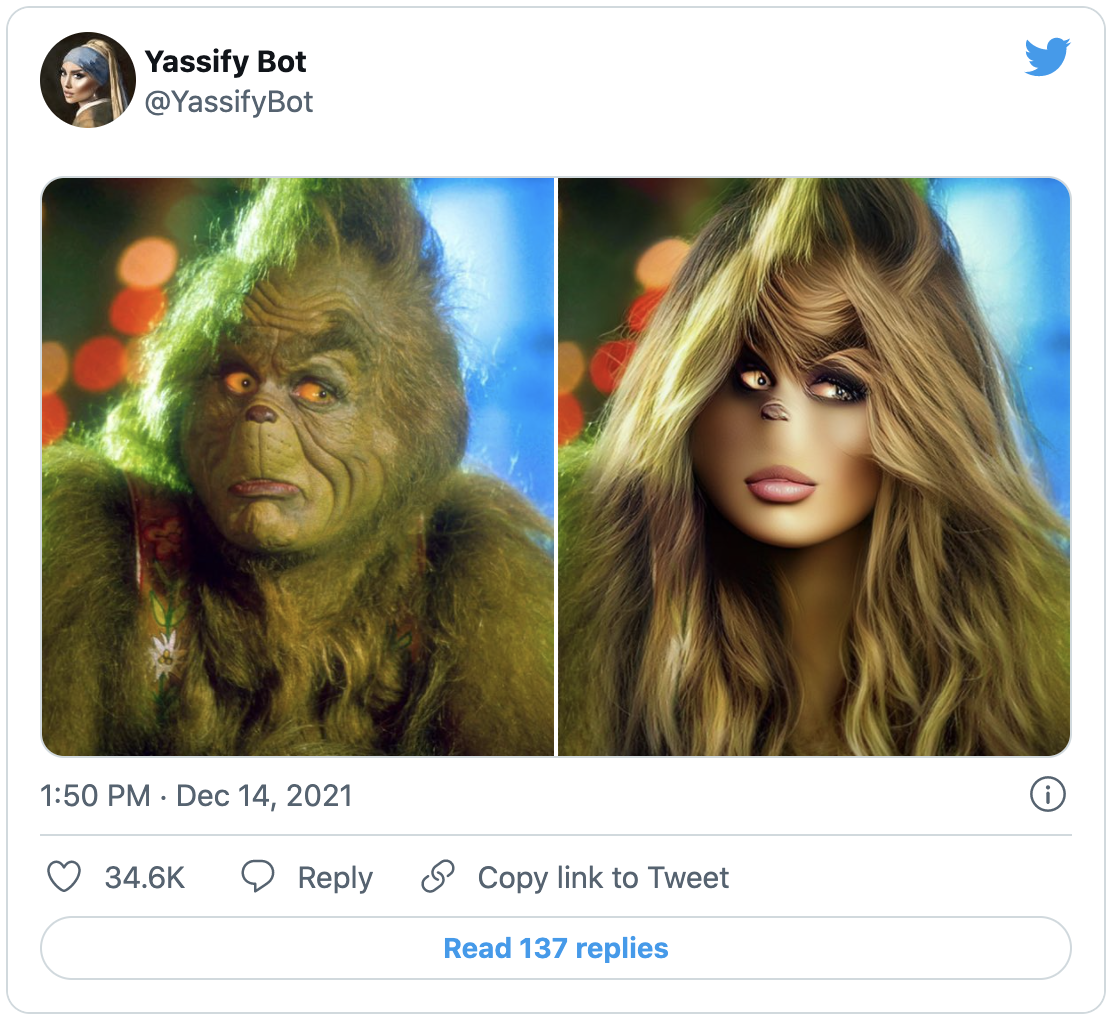 Yassify Bot
@YassifyBot
1:50 PM · Dec 14, 2021
34.6K Reply Copy link to Tweet
Read 137 replies